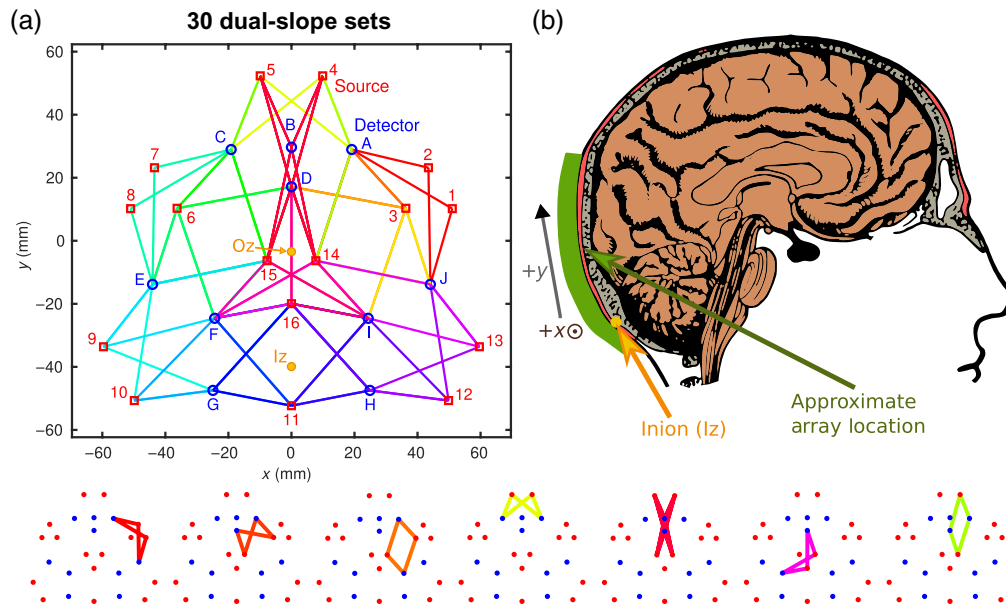 (a)
30 dual-slope sets
60
40
20
0
−20
−40
−60
y (mm)
−60
−40
−20
0
20
40
60
x (mm)
5
4
Source
B
Detector
C
A
7
2
D
8
1
6
3
Oz
15
14
E
J
F
16
I
9
13
Iz
10
12
G
H
11
(b)
+y
+x
Inion (Iz)
Approximate
array location